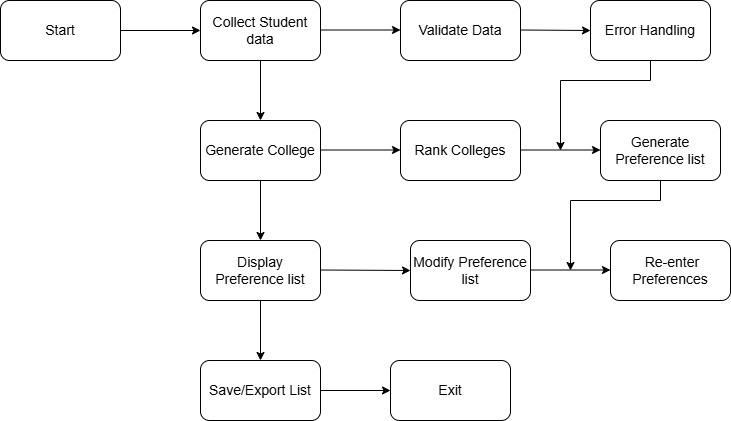 Start
Collect Student
data
Validate Data
Error Handling
Generate College
Rank Colleges
Generate
Preference list
Display
Preference list
Modify Preference
list
Re-enter
Preferences
Save/Export List
Exit